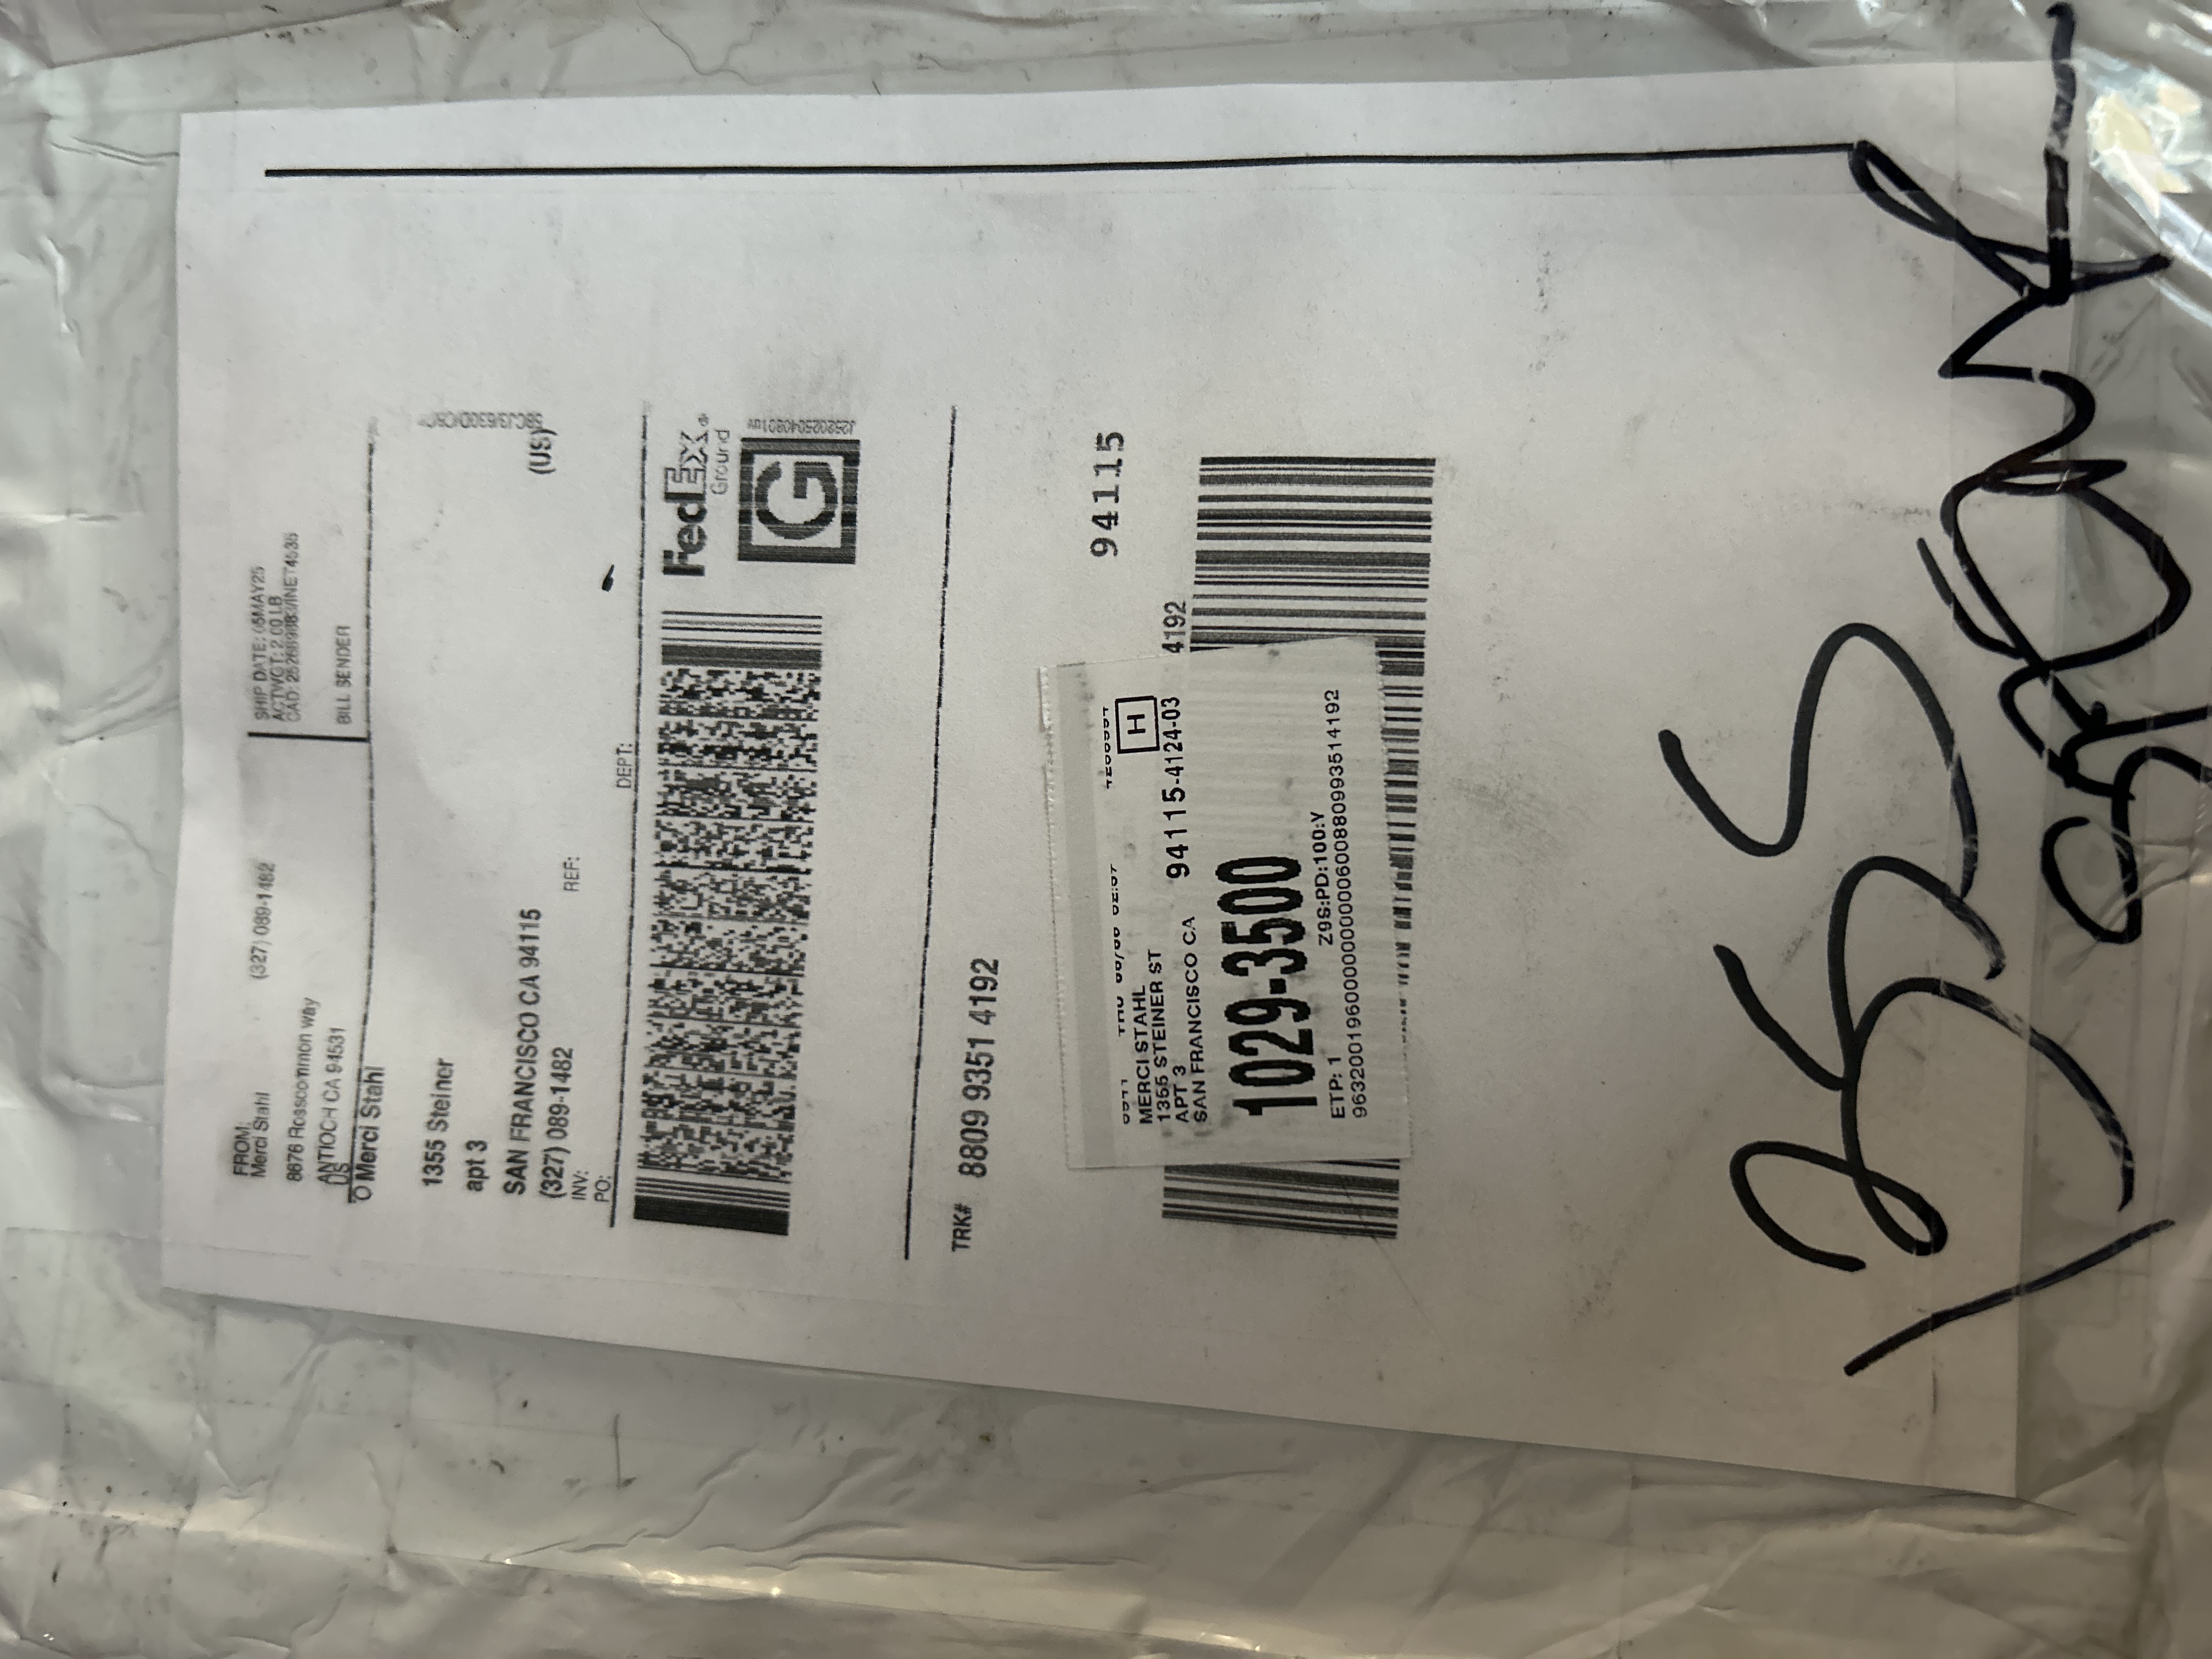 FROM:
Merci Stahl
(327) 089-1482
8676 Rosscommon way
ANTIOCH CA 94531
US
SHIP DATE: 05MAY25
ACTWGT: 2.00 LB
BILL SENDER
TO Merci Stahl
1355 Steiner
apt 3
SAN FRANCISCO CA 94115
(US)
(327) 089-1482
REF:
INV:
PO:
DEPT:
FedEx
Ground
G
TRK# 8809 9351 4192
94115
4192
MERCI STAHL
1355 STEINER ST
APT 3
SAN FRANCISCO CA
H
94115-4124-03
1029-3500
ETP: 1
Z9S:PD:100:Y
9632001960000000000600880993514192
1355